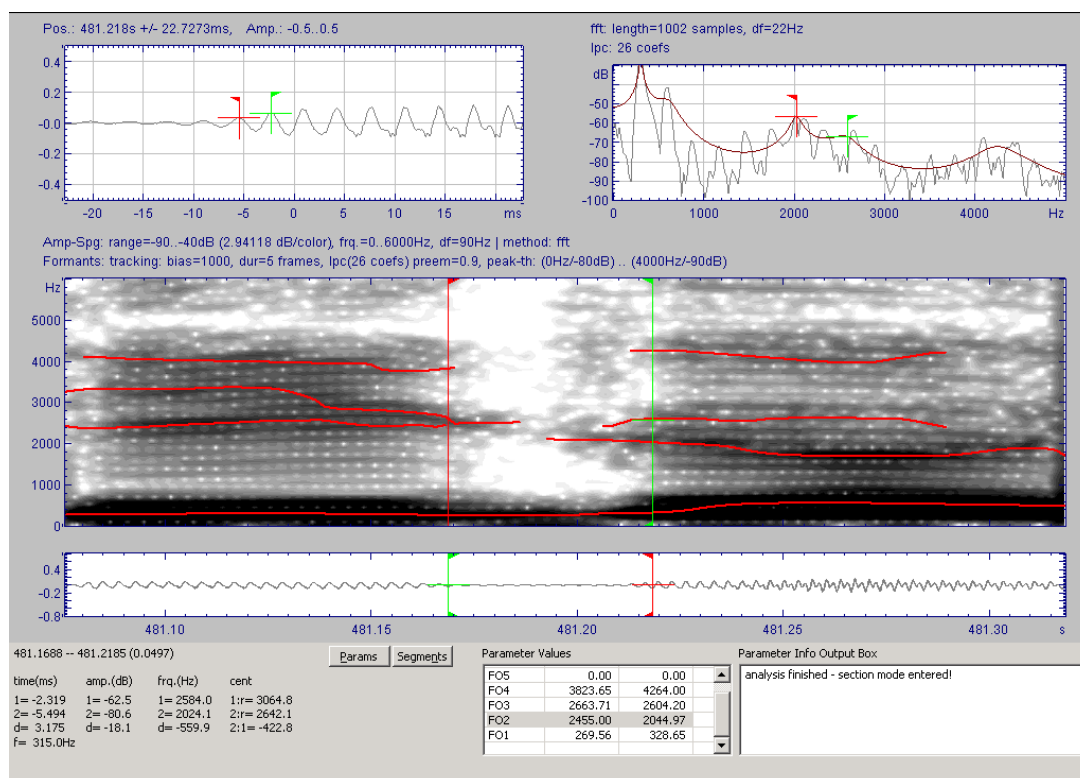 Pos.: 481.218s +/- 22.7273ms, Amp.: -0.5..0.5
0.4
0.2
-0.0
-0.2
-0.4
-20 -15 -10 -5 0 5 10 15 ms
fft: length=1002 samples, df=22Hz
lpc: 26 coefs
dB
-60
-70
-80
-90
-100
0 1000 2000 3000 4000 Hz
Amp-Spg: range=-90..-40dB (2.94118 dB/color), frq.=0..6000Hz, df=90Hz | method: fft
Formants: tracking: bias=1000, dur=5 frames, lpc(26 coefs) preem=0.9, peak-th: (0Hz/-80dB) .. (4000Hz/-90dB)
Hz
5000
4000
3000
2000
1000
0
0.4
-0.2
-0.8
481.10 481.15 481.20 481.25 481.30 s
481.1688 -- 481.2185 (0.0497)
Params Segments
time(ms) amp.(dB) frq.(Hz) cent
1= -2.319 1= -62.5 1= 2584.0 1:r= 3064.8
2= -5.494 2= -80.6 2= 2024.1 2:r= 2642.1
d= 3.175 d= -18.1 d= -559.9 2:1= -422.8
f= 315.0Hz
Parameter Values
FO5 0.00 0.00
FO4 3823.65 4264.00
FO3 2663.71 2604.20
FO2 2455.00 2044.97
FO1 269.56 328.65
Parameter Info Output Box
analysis finished - section mode entered!